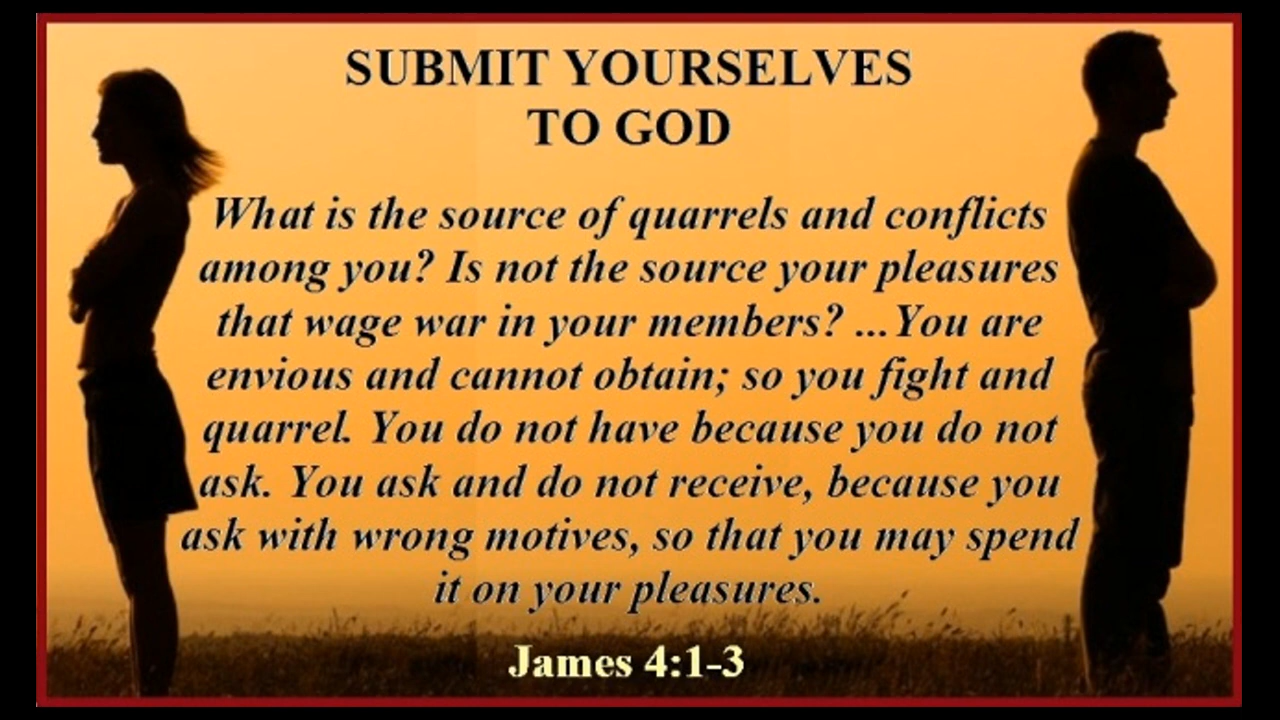 SUBMIT YOURSELVES
TO GOD
What is the source of quarrels and conflicts
among you? Is not the source your pleasures
that wage war in your members? ...You are
envious and cannot obtain; so you fight and
quarrel. You do not have because you do not
ask. You ask and do not receive, because you
ask with wrong motives, so that you may spend
it on your pleasures.
James 4:1-3